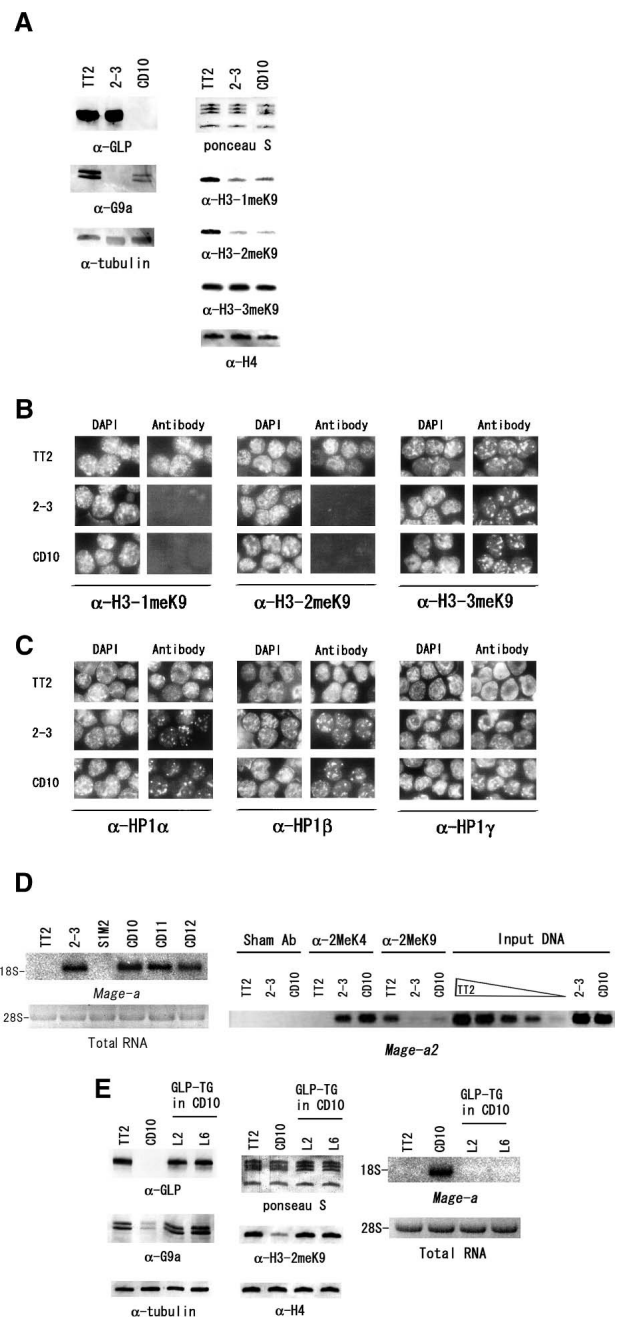 A
TT2 2-3 CD10
α-GLP
α-G9a
α-tubulin
TT2 2-3 CD10
ponceau S
α-H3-1meK9
α-H3-2meK9
α-H3-3meK9
α-H4
B
DAPI Antibody DAPI Antibody DAPI Antibody
TT2
2-3
CD10
α-H3-1meK9 α-H3-2meK9 α-H3-3meK9
C
DAPI Antibody DAPI Antibody DAPI Antibody
TT2
2-3
CD10
α-HP1α α-HP1β α-HP1γ
D
TT2 2-3 S1M2 CD10 CD11 CD12
18S-
Mage-a
28S-
Total RNA
Sham Ab α-2MeK4 α-2MeK9 Input DNA
TT2 2-3 CD10 TT2 2-3 CD10 TT2 2-3 CD10 TT2 2-3 CD10
Mage-a2
E
GLP-TG
in CD10
TT2 CD10 L2 L6
α-GLP
α-G9a
α-tubulin
GLP-TG
in CD10
TT2 CD10 L2 L6
ponseau S
α-H3-2meK9
α-H4
GLP-TG
in CD10
TT2 CD10 L2 L6
18S-
Mage-a
28S-
Total RNA